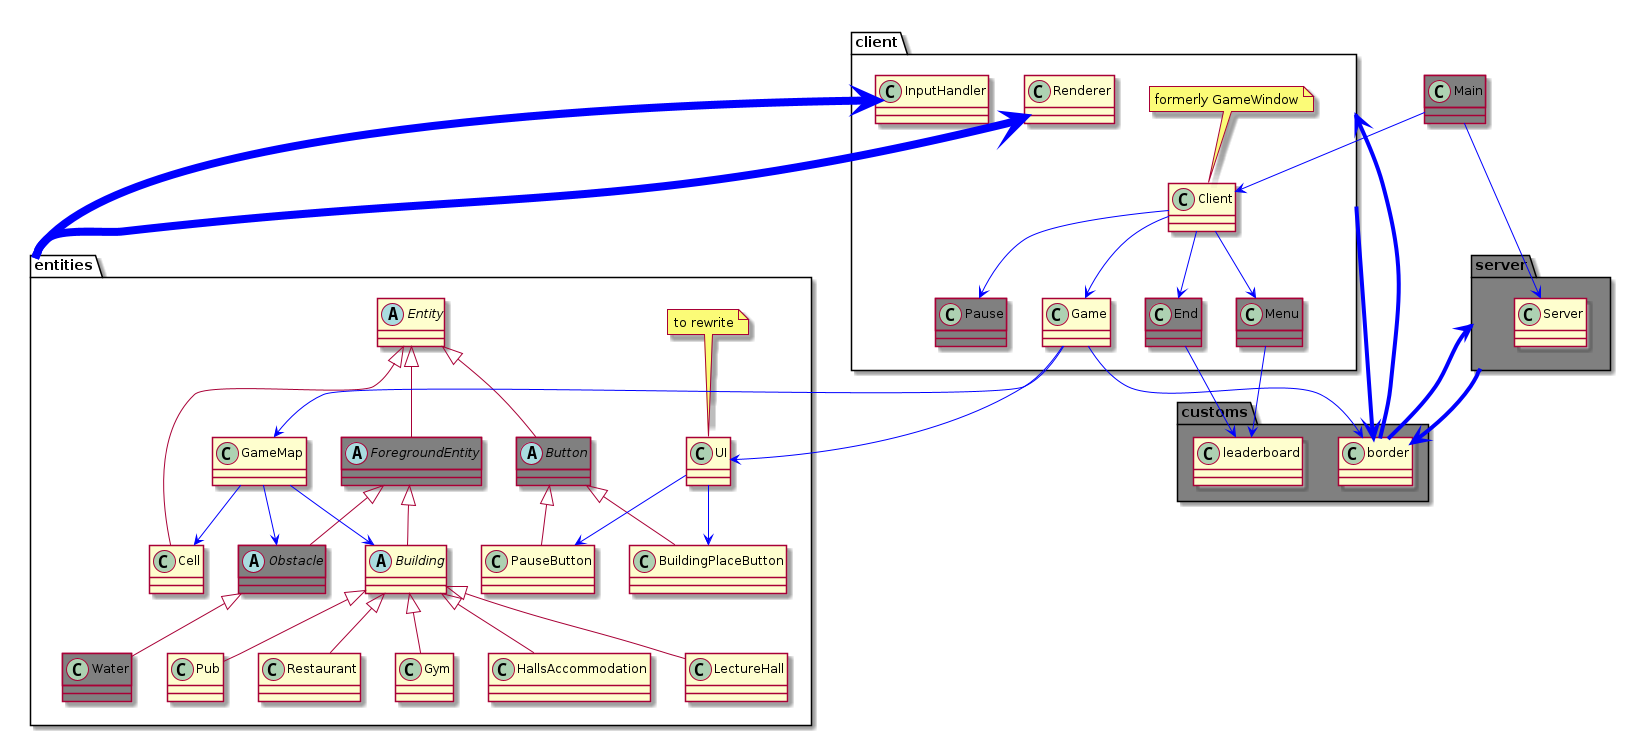 client
C InputHandler
C Renderer
formerly GameWindow
C Main
C Client
entities
server
A Entity
to rewrite
C Pause
C Game
C End
C Menu
C Server
customs
C GameMap
A ForegroundEntity
A Button
C UI
C leaderboard
C border
C Cell
A Obstacle
A Building
C PauseButton
C BuildingPlaceButton
C Water
C Pub
C Restaurant
C Gym
C HallsAccommodation
C LectureHall